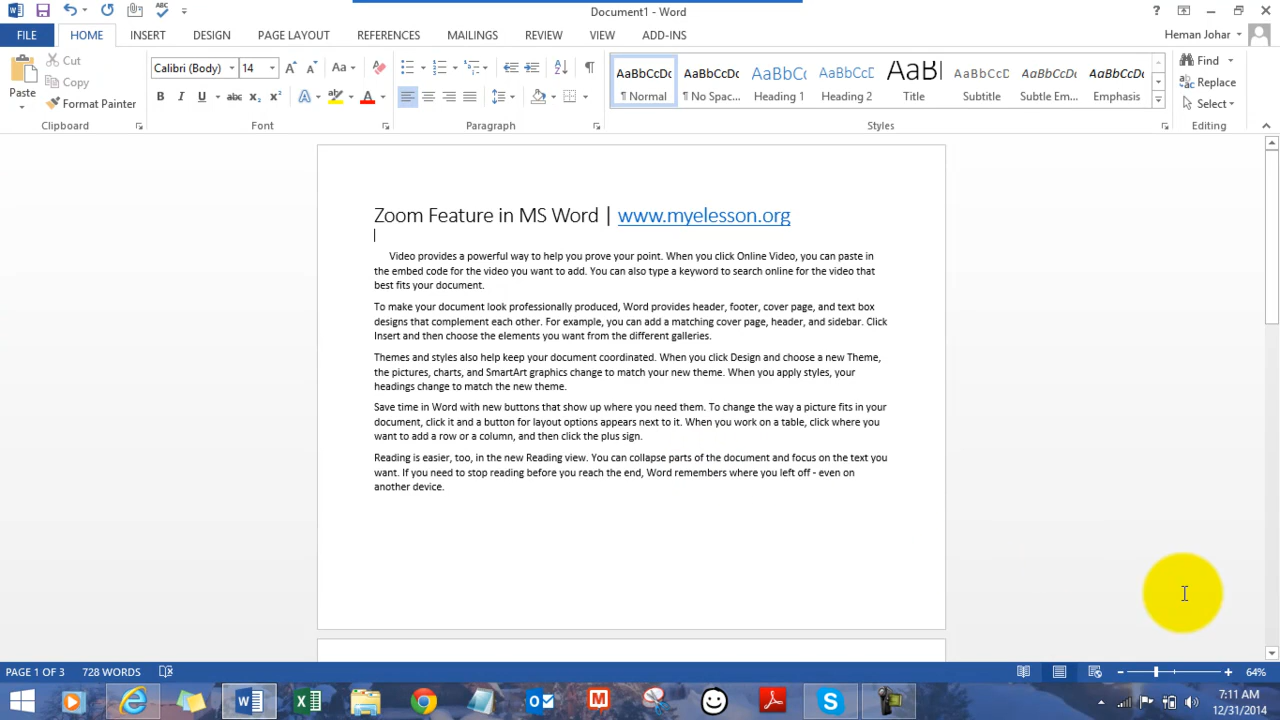 Document1 - Word
FILE HOME INSERT DESIGN PAGE LAYOUT REFERENCES MAILINGS REVIEW VIEW ADD-INS Heman Johar
Cut Calibri (Body) 14 Aa Find
Copy Replace
Paste Format Painter B I U abc x₂ x² A A Select
AaBbCcDc AaBbCcDc AaBbCc AaBbCcD AaBl AaBbCcD AaBbCcDc AaBbCcDc
¶ Normal ¶ No Spac... Heading 1 Heading 2 Title Subtitle Subtle Em... Emphasis
Clipboard Font Paragraph Styles Editing
Zoom Feature in MS Word | www.myelesson.org
Video provides a powerful way to help you prove your point. When you click Online Video, you can paste in
the embed code for the video you want to add. You can also type a keyword to search online for the video that
best fits your document.
To make your document look professionally produced, Word provides header, footer, cover page, and text box
designs that complement each other. For example, you can add a matching cover page, header, and sidebar. Click
Insert and then choose the elements you want from the different galleries.
Themes and styles also help keep your document coordinated. When you click Design and choose a new Theme,
the pictures, charts, and SmartArt graphics change to match your new theme. When you apply styles, your
headings change to match the new theme.
Save time in Word with new buttons that show up where you need them. To change the way a picture fits in your
document, click it and a button for layout options appears next to it. When you work on a table, click where you
want to add a row or a column, and then click the plus sign.
Reading is easier, too, in the new Reading view. You can collapse parts of the document and focus on the text you
want. If you need to stop reading before you reach the end, Word remembers where you left off - even on
another device.
PAGE 1 OF 3 728 WORDS 64%
7:11 AM
12/31/2014